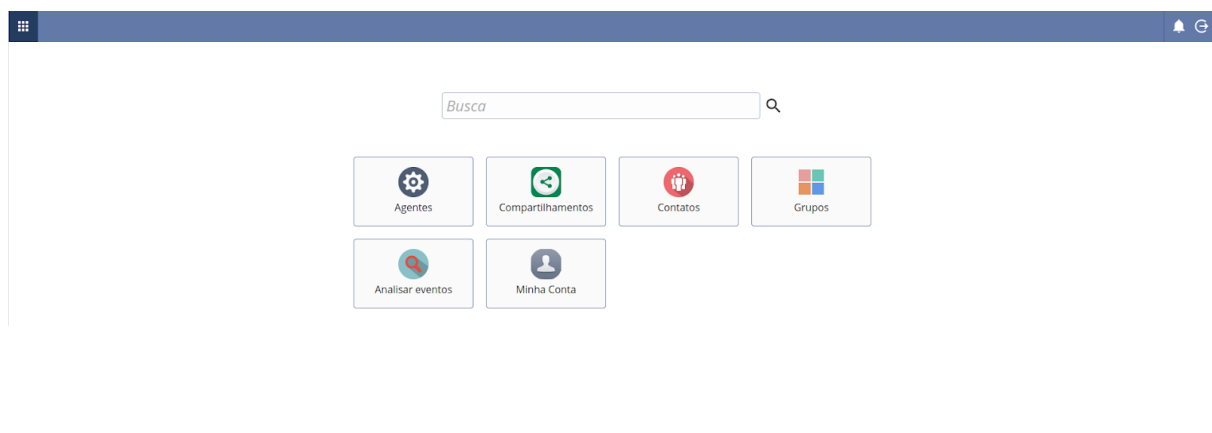 Busca
Agentes
Compartilhamentos
Contatos
Grupos
Analisar eventos
Minha Conta